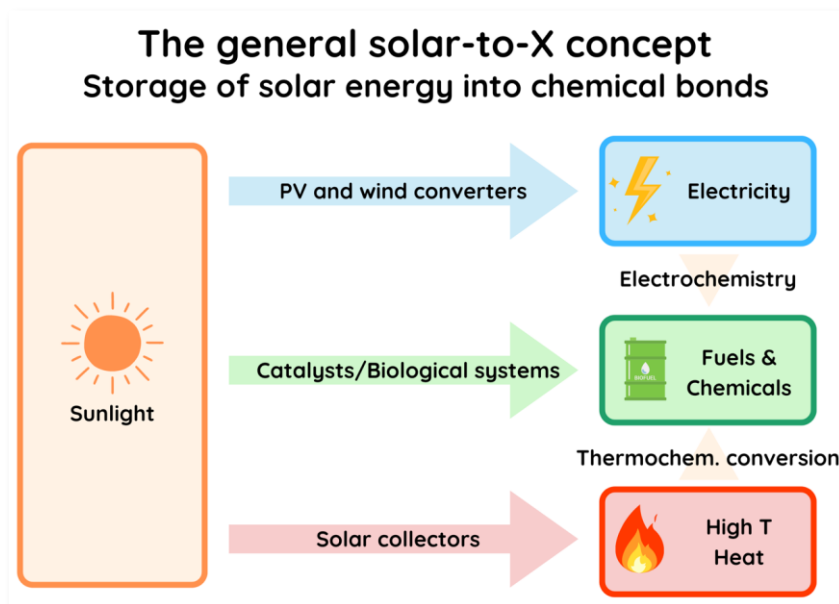 The general solar-to-X concept
Storage of solar energy into chemical bonds
PV and wind converters
Electricity
Electrochemistry
Sunlight
Catalysts/Biological systems
BIOFUEL
Fuels &
Chemicals
Thermochem. conversion
Solar collectors
High T
Heat